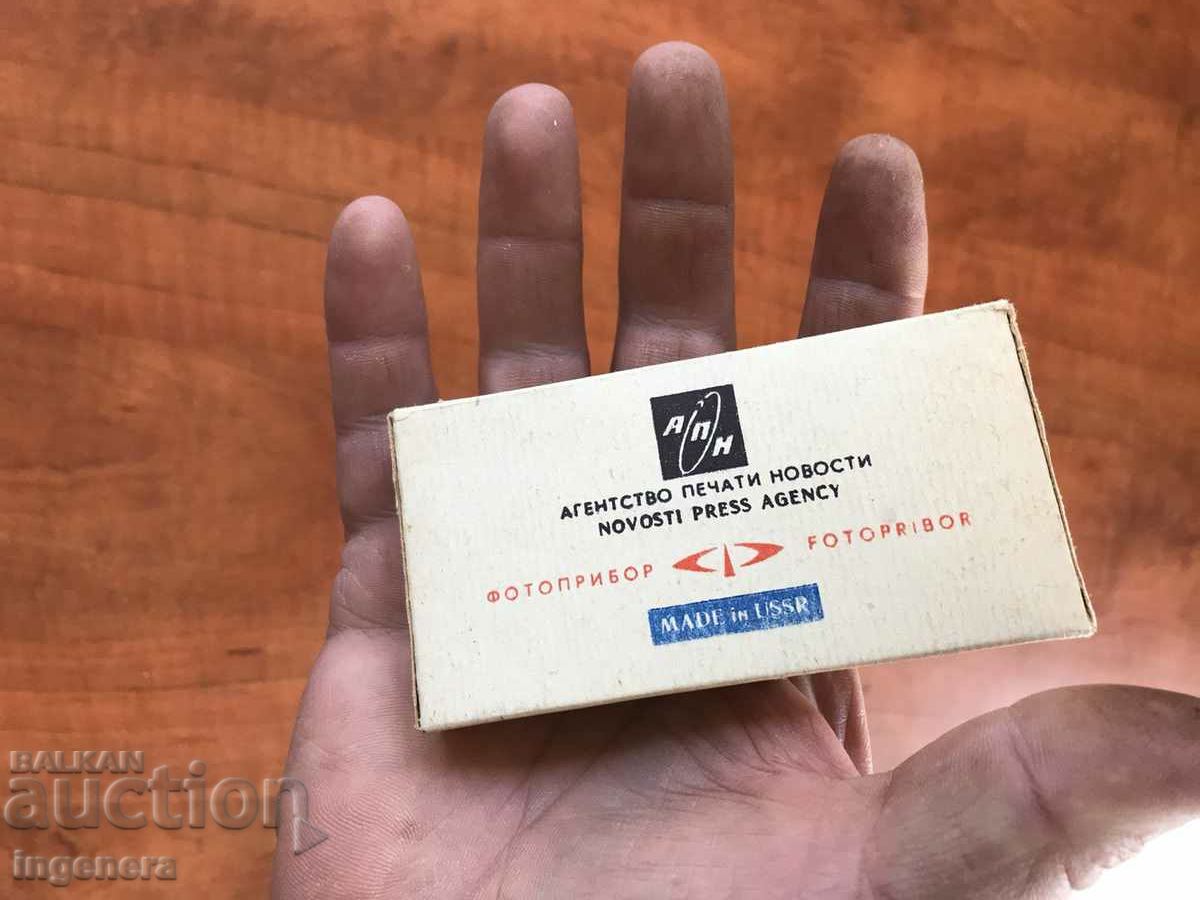 АПН
АГЕНТСТВО ПЕЧАТИ НОВОСТИ
NOVOSTI PRESS AGENCY
ФОТОПРИБОР FOTOPRIBOR
MADE in USSR
BALKAN
auction
ingenera